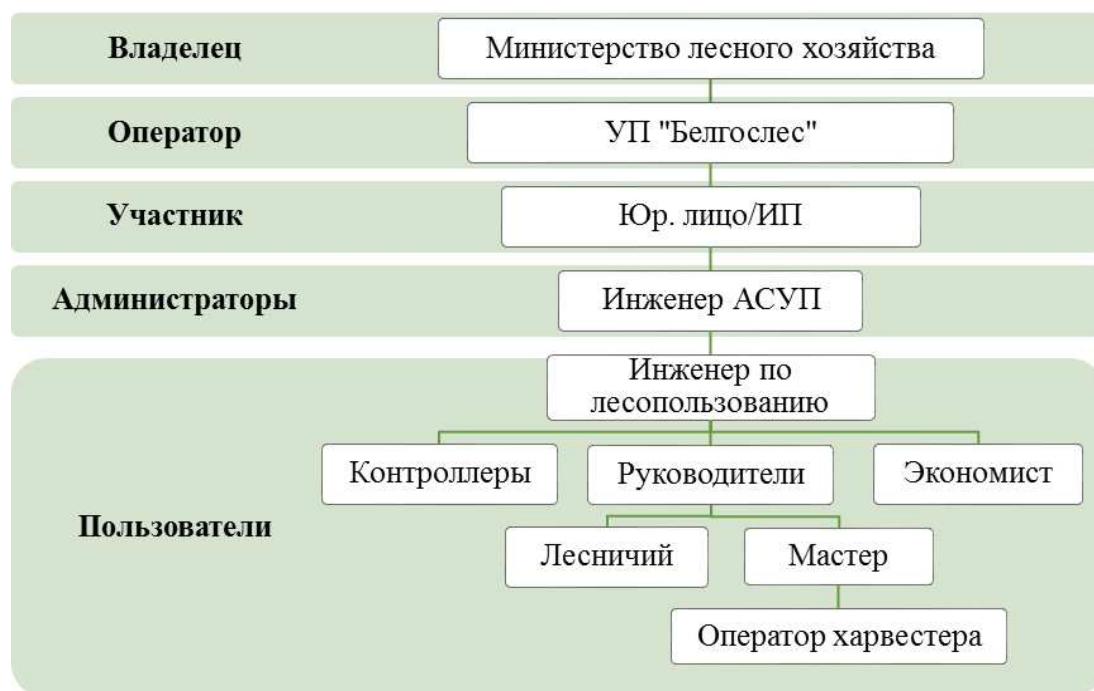 Владелец
Министерство лесного хозяйства
Оператор
УП "Белгослес"
Участник
Юр. лицо/ИП
Администраторы
Инженер АСУП
Инженер по
лесопользованию
Контроллеры
Руководители
Экономист
Пользователи
Лесничий
Мастер
Оператор харвестера